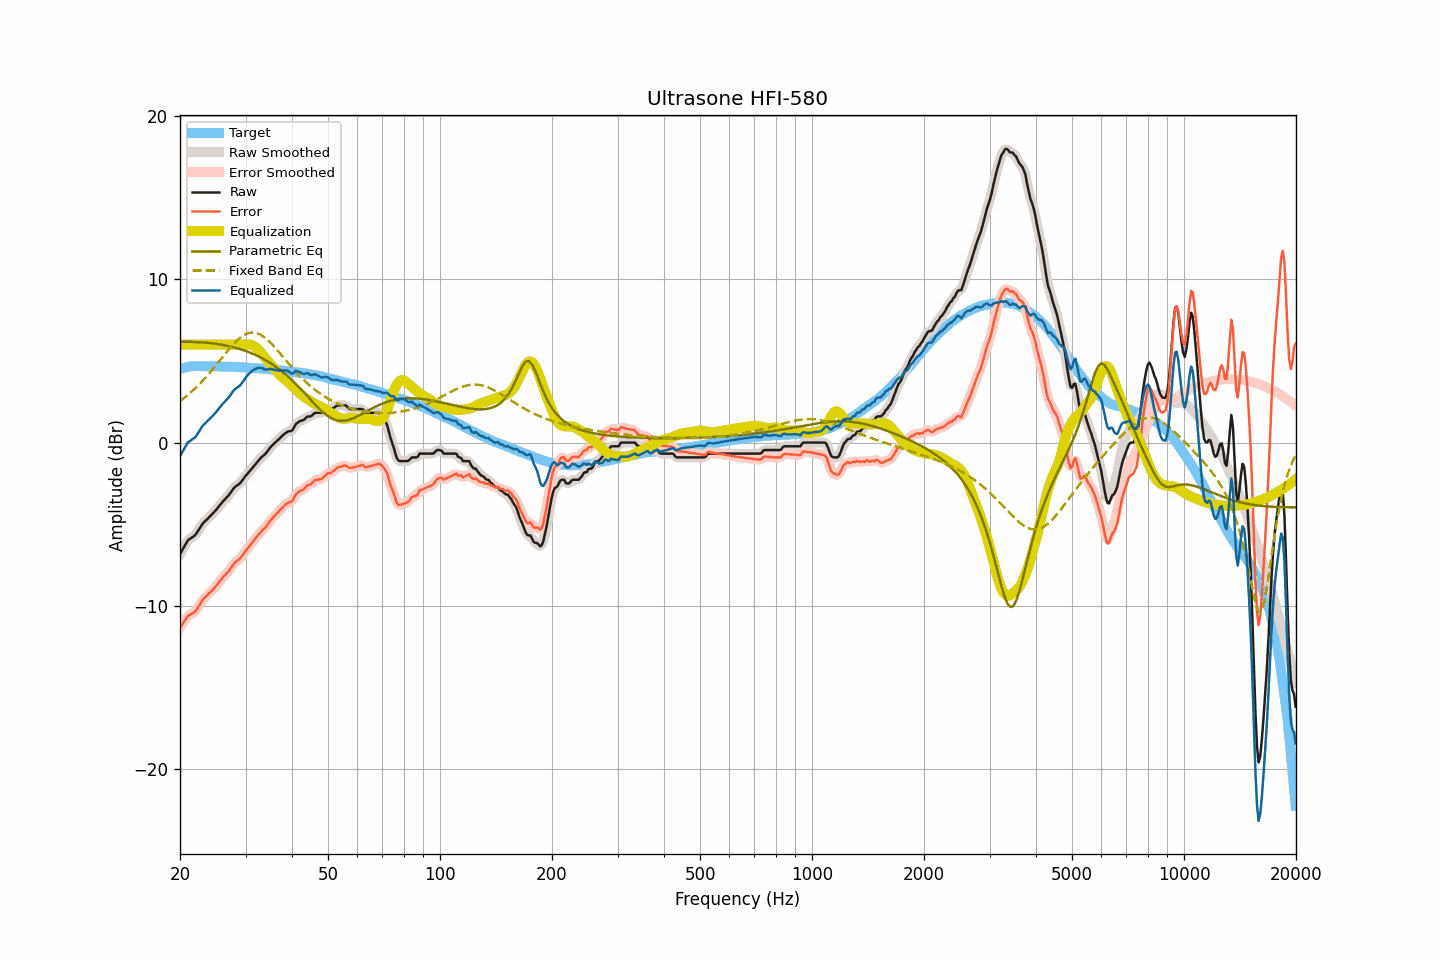 Ultrasone HFI-580
20
10
0
−10
−20
Amplitude (dBr)
Target
Raw Smoothed
Error Smoothed
Raw
Error
Equalization
Parametric Eq
Fixed Band Eq
Equalized
20 50 100 200 500 1000 2000 5000 10000 20000
Frequency (Hz)